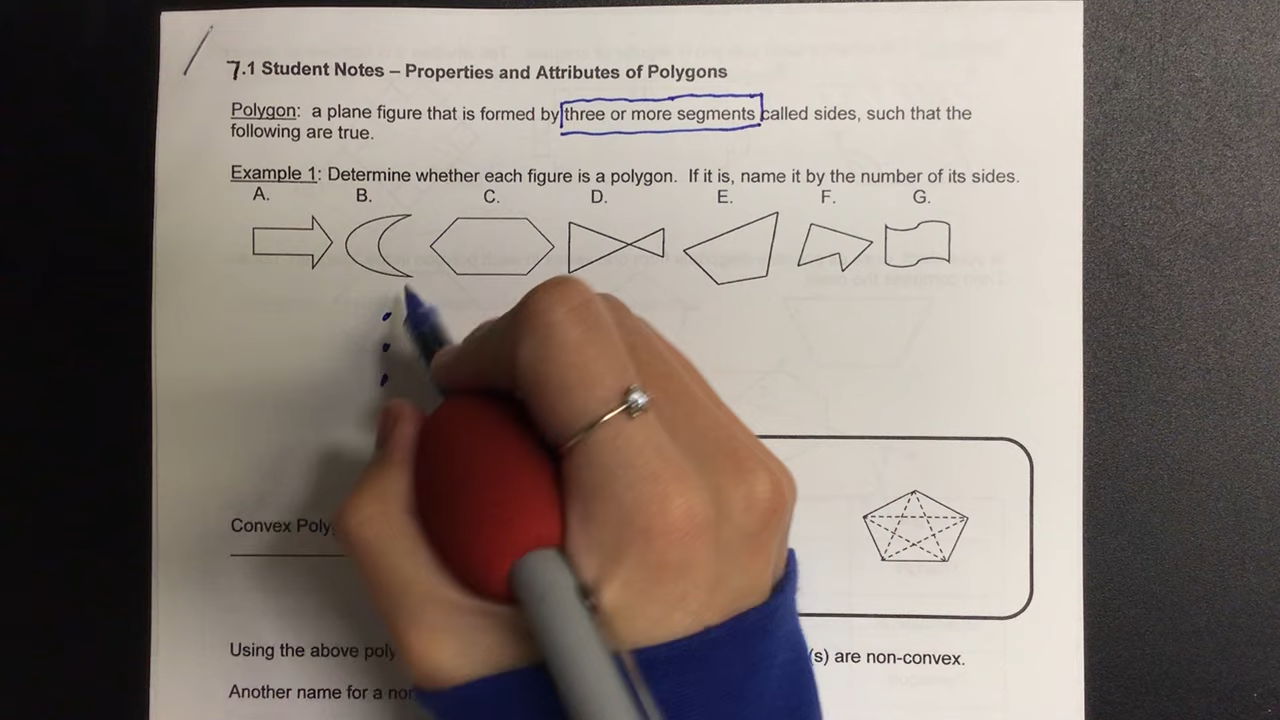 7.1 Student Notes – Properties and Attributes of Polygons
Polygon: a plane figure that is formed by three or more segments called sides, such that the
following are true.
Example 1: Determine whether each figure is a polygon. If it is, name it by the number of its sides.
A. B. C. D. E. F. G.
Convex
Using the above (s) are non-convex.
Another name for a